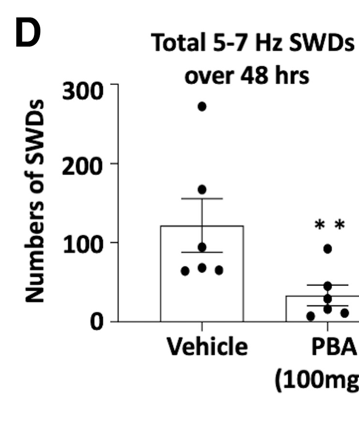 D
Total 5-7 Hz SWDs
over 48 hrs
Numbers of SWDs
300
200
100
0
* *
Vehicle
PBA
(100mg